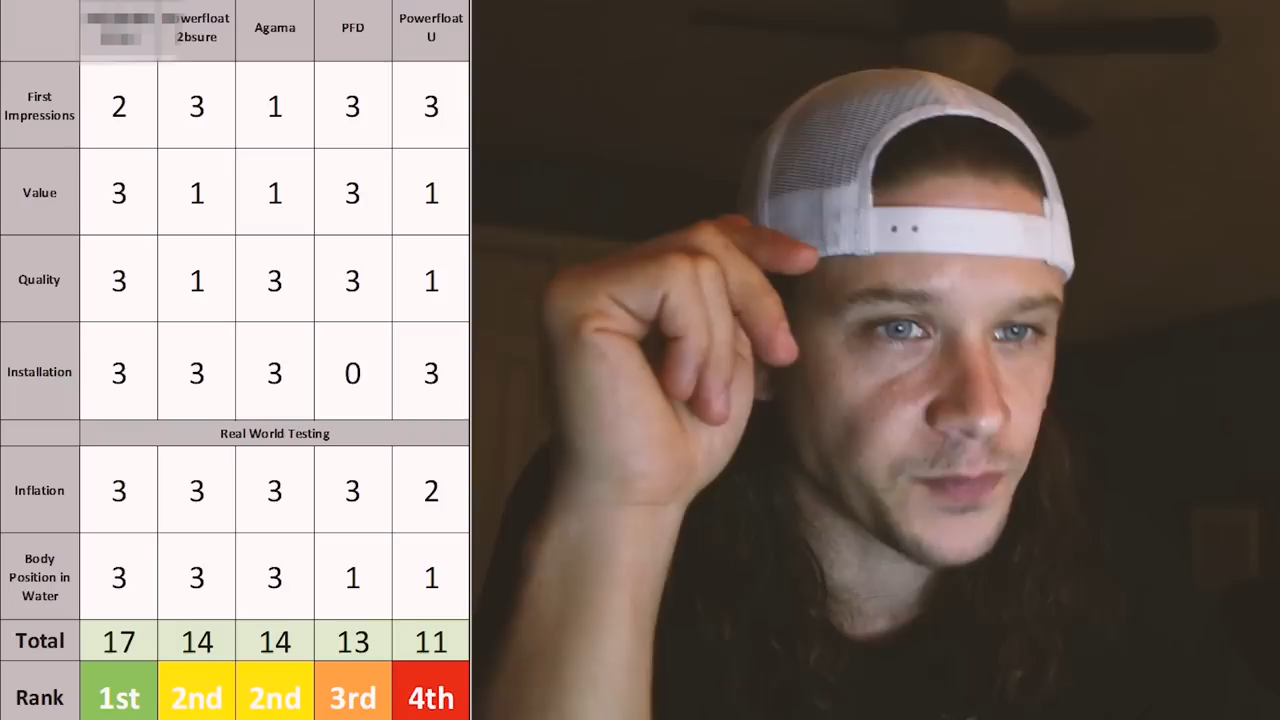 2bsure
Agama
PFD
Powerfloat
U
First
Impressions
2
3
1
3
3
Value
3
1
1
3
1
Quality
3
1
3
3
1
Installation
3
3
3
0
3
Real World Testing
Inflation
3
3
3
3
2
Body
Position in
Water
3
3
3
1
1
Total
17
14
14
13
11
Rank
1st
2nd
2nd
3rd
4th